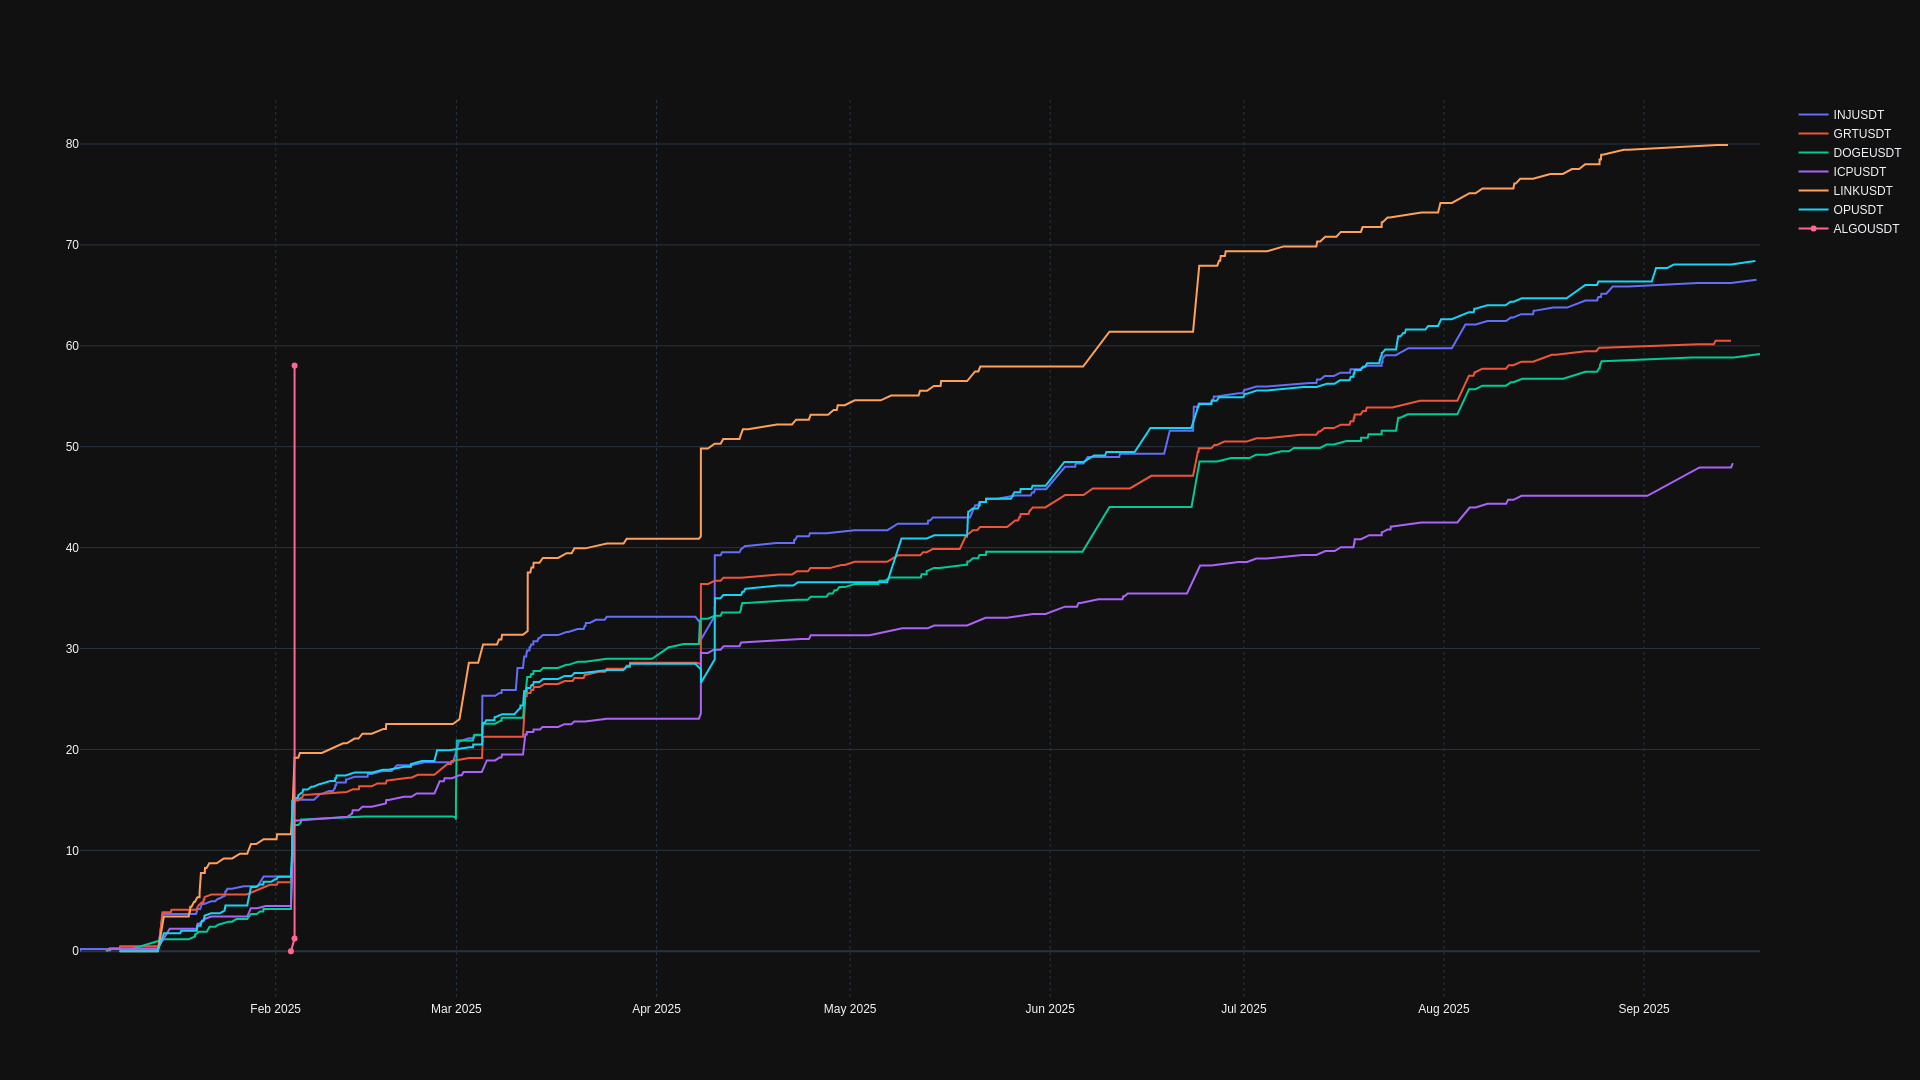 INJUSDT
GRTUSDT
DOGEUSDT
ICPUSDT
LINKUSDT
OPUSDT
ALGOUSDT
80
70
60
50
40
30
20
10
0
Feb 2025
Mar 2025
Apr 2025
May 2025
Jun 2025
Jul 2025
Aug 2025
Sep 2025